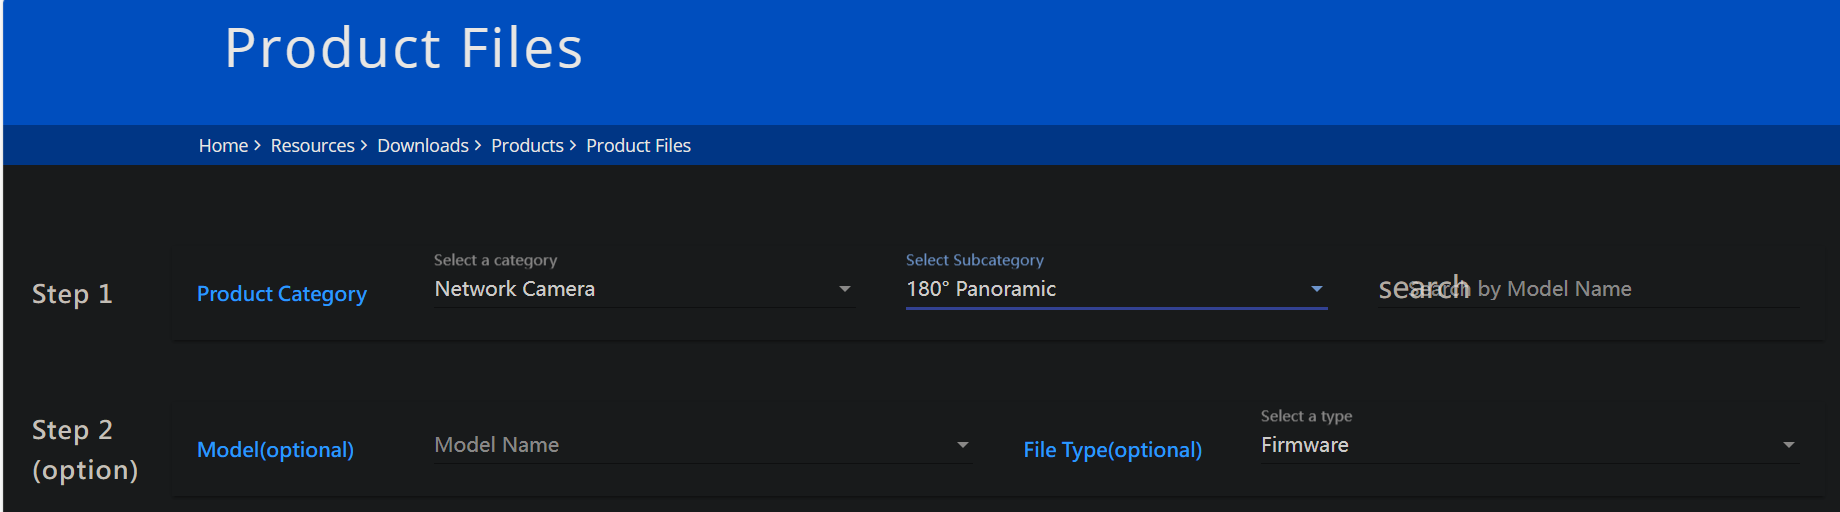 Product Files
Home > Resources > Downloads > Products > Product Files
Step 1
Product Category
Select a category
Network Camera
Select Subcategory
180° Panoramic
search
Search by Model Name
Step 2
(option)
Model(optional)
Model Name
File Type(optional)
Select a type
Firmware